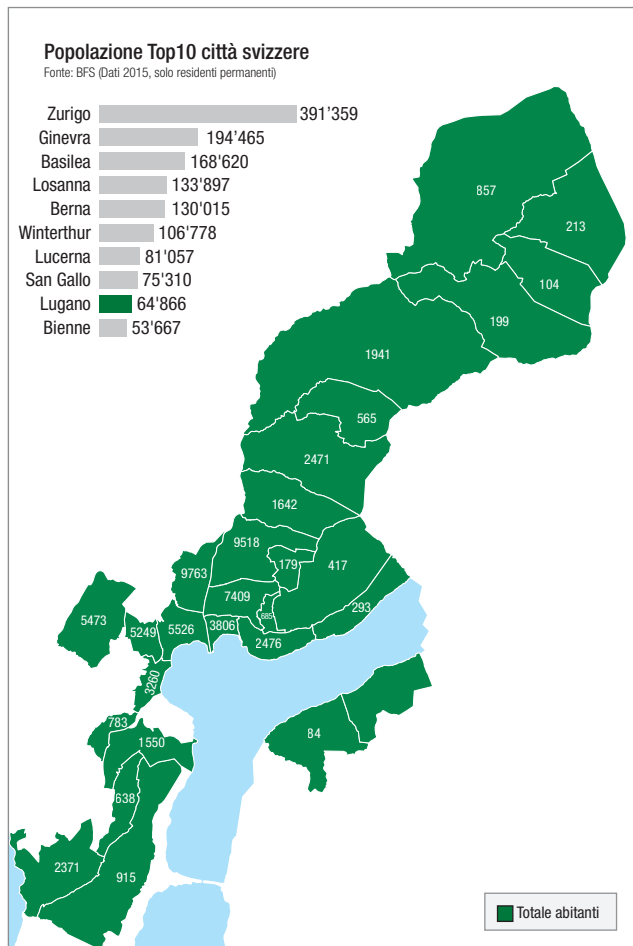 Popolazione Top10 città svizzere
Fonte: BFS (Dati 2015, solo residenti permanenti)
Zurigo 391'359
Ginevra 194'465
Basilea 168'620
Losanna 133'897
Berna 130'015
Winterthur 106'778
Lucerna 81'057
San Gallo 75'310
Lugano 64'866
Bienne 53'667
857
213
104
199
1941
565
2471
1642
9518
179
417
9763
7409
293
5473
685
5249
5526
3806
2476
3260
783
1550
84
638
2371
915
Totale abitanti